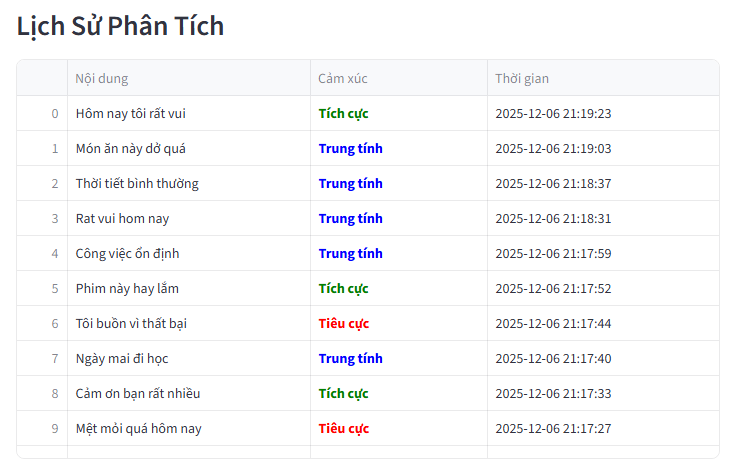 Lịch Sử Phân Tích
Nội dung Cảm xúc Thời gian
0 Hôm nay tôi rất vui Tích cực 2025-12-06 21:19:23
1 Món ăn này dở quá Trung tính 2025-12-06 21:19:03
2 Thời tiết bình thường Trung tính 2025-12-06 21:18:37
3 Rat vui hom nay Trung tính 2025-12-06 21:18:31
4 Công việc ổn định Trung tính 2025-12-06 21:17:59
5 Phim này hay lắm Tích cực 2025-12-06 21:17:52
6 Tôi buồn vì thất bại Tiêu cực 2025-12-06 21:17:44
7 Ngày mai đi học Trung tính 2025-12-06 21:17:40
8 Cảm ơn bạn rất nhiều Tích cực 2025-12-06 21:17:33
9 Mệt mỏi quá hôm nay Tiêu cực 2025-12-06 21:17:27